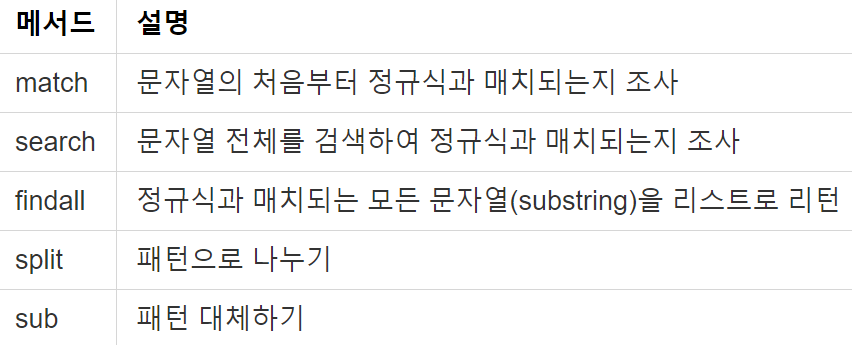 메서드 설명
match 문자열의 처음부터 정규식과 매치되는지 조사
search 문자열 전체를 검색하여 정규식과 매치되는지 조사
findall 정규식과 매치되는 모든 문자열(substring)을 리스트로 리턴
split 패턴으로 나누기
sub 패턴 대체하기